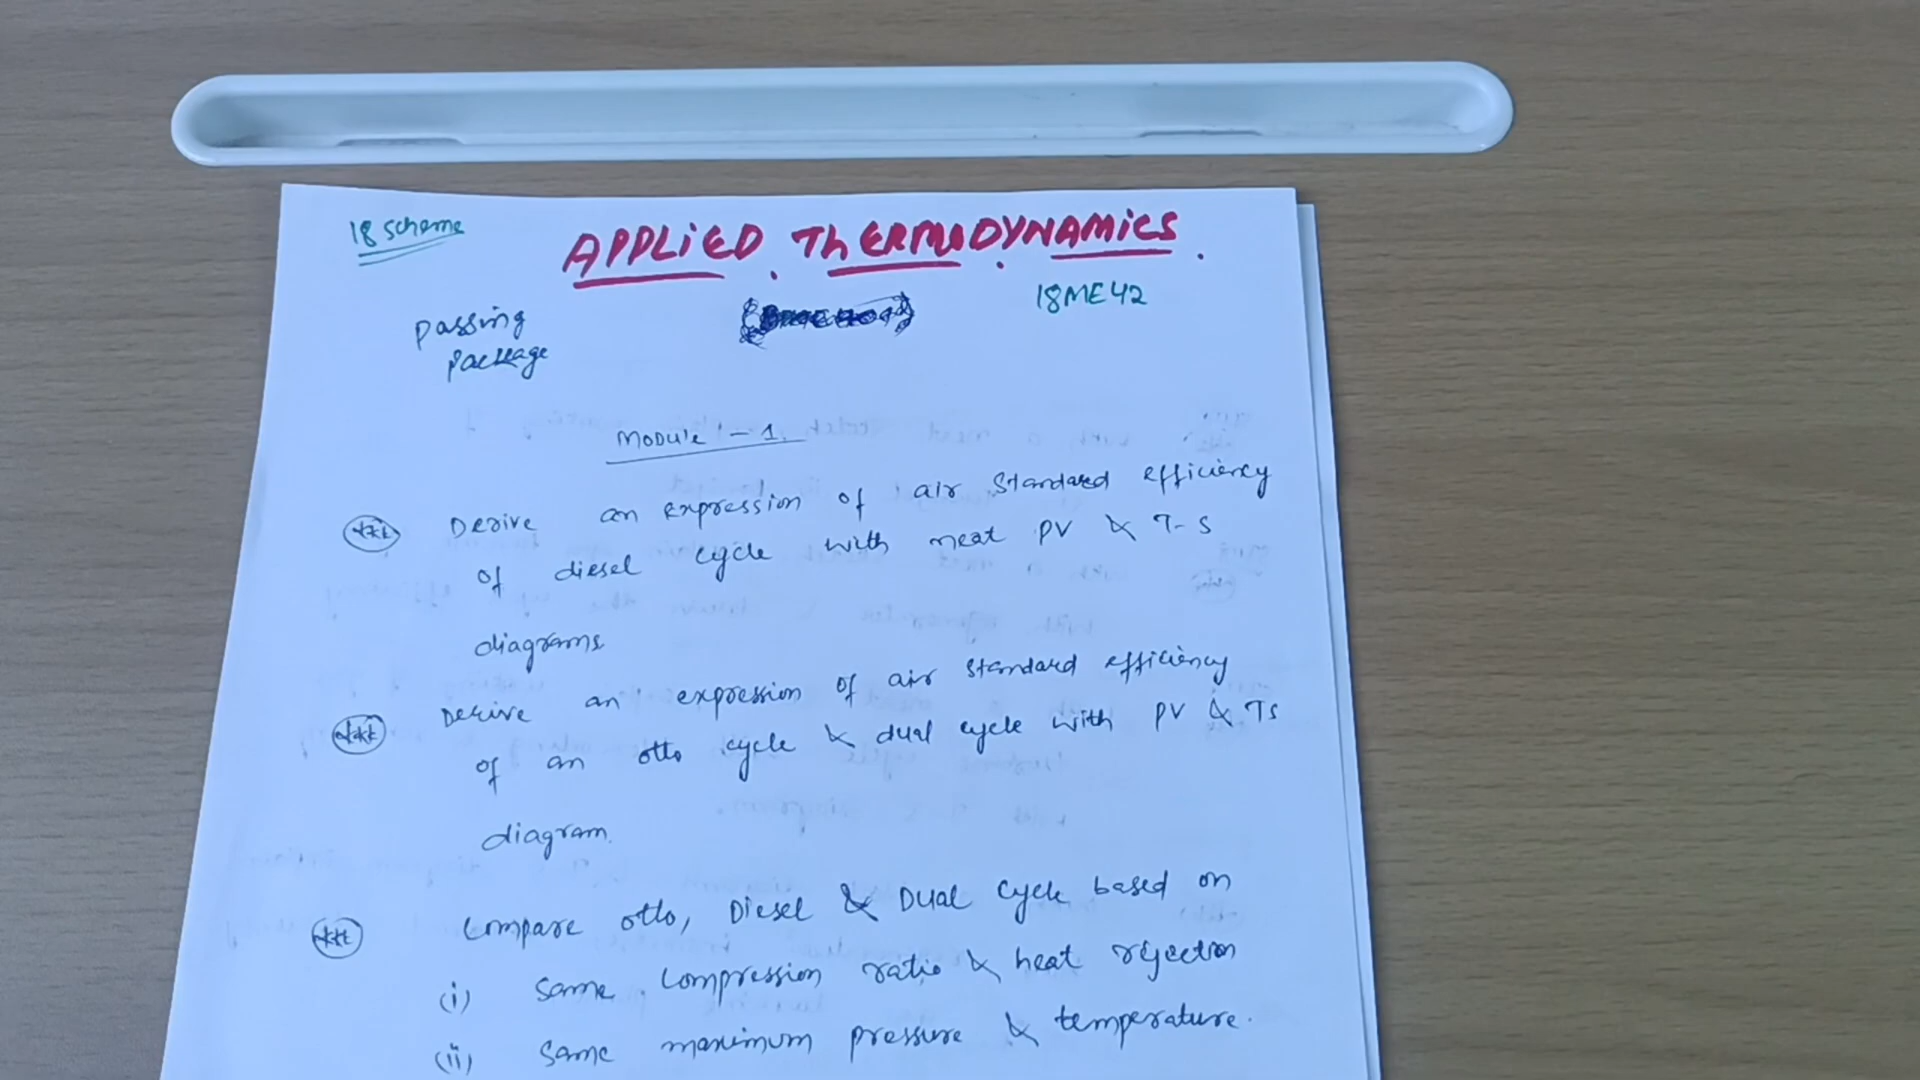 18 scheme
APPLIED THERMODYNAMICS.
18ME42
passing
package
Module - 1.
Derive an expression of air standard efficiency
of diesel cycle with neat PV & T-S
diagrams
Derive an expression of air standard efficiency
of an otto cycle & dual cycle with PV & TS
diagram.
Compare otto, Diesel & Dual Cycle based on
(i) same compression ratio & heat rejection
(ii) same maximum pressure & temperature.